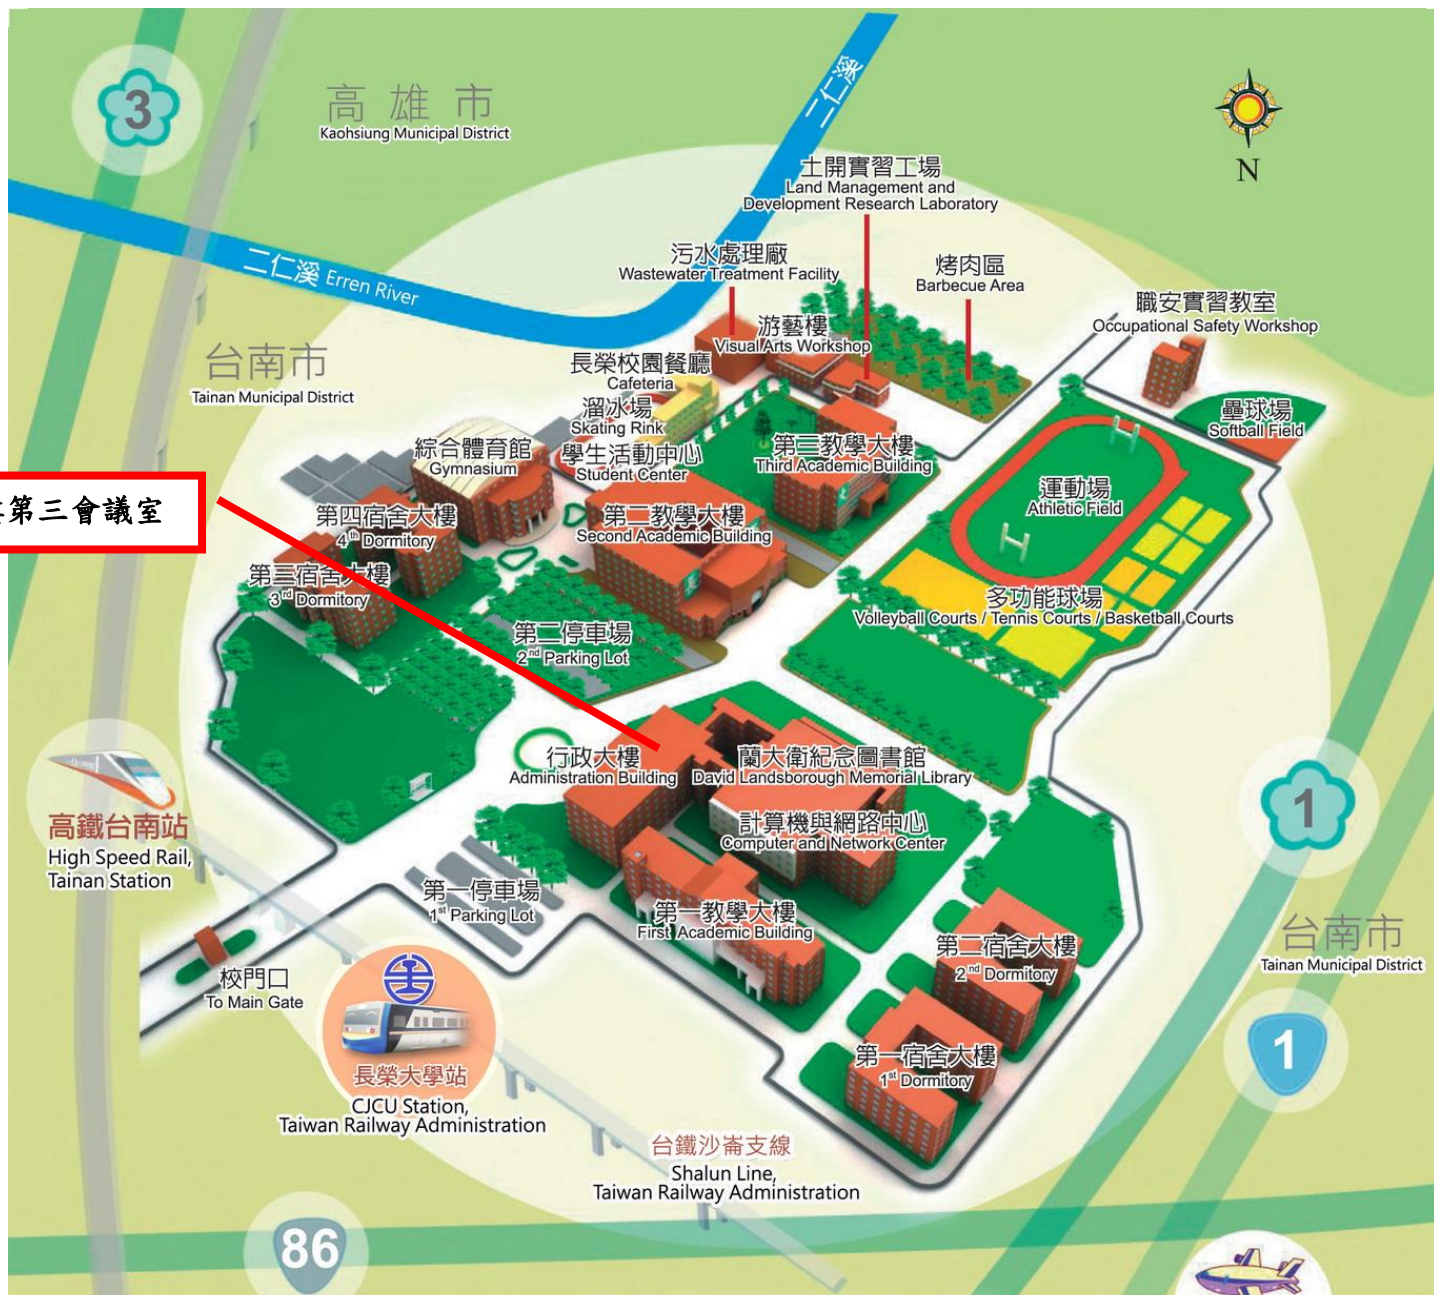 3
高雄市
Kaohsiung Municipal District
二仁溪
N
土開實習工場
Land Management and
Development Research Laboratory
污水處理廠
Wastewater Treatment Facility
烤肉區
Barbecue Area
二仁溪 Erren River
職安實習教室
Occupational Safety Workshop
游藝樓
Visual Arts Workshop
台南市
Tainan Municipal District
長榮校園餐廳
Cafeteria
溜冰場
Skating Rink
壘球場
Softball Field
綜合體育館
Gymnasium
學生活動中心
Student Center
第三教學大樓
Third Academic Building
運動場
Athletic Field
第三會議室
第四宿舍大樓
4th Dormitory
第二教學大樓
Second Academic Building
第三宿舍大樓
3rd Dormitory
多功能球場
Volleyball Courts / Tennis Courts / Basketball Courts
第二停車場
2nd Parking Lot
行政大樓
Administration Building
蘭大衛紀念圖書館
David Landsborough Memorial Library
高鐵台南站
High Speed Rail,
Tainan Station
計算機與網路中心
Computer and Network Center
1
第一停車場
1st Parking Lot
第一教學大樓
First Academic Building
第二宿舍大樓
2nd Dormitory
台南市
Tainan Municipal District
校門口
To Main Gate
長榮大學站
CJCU Station,
Taiwan Railway Administration
第一宿舍大樓
1st Dormitory
1
台鐵沙崙支線
Shalun Line,
Taiwan Railway Administration
86